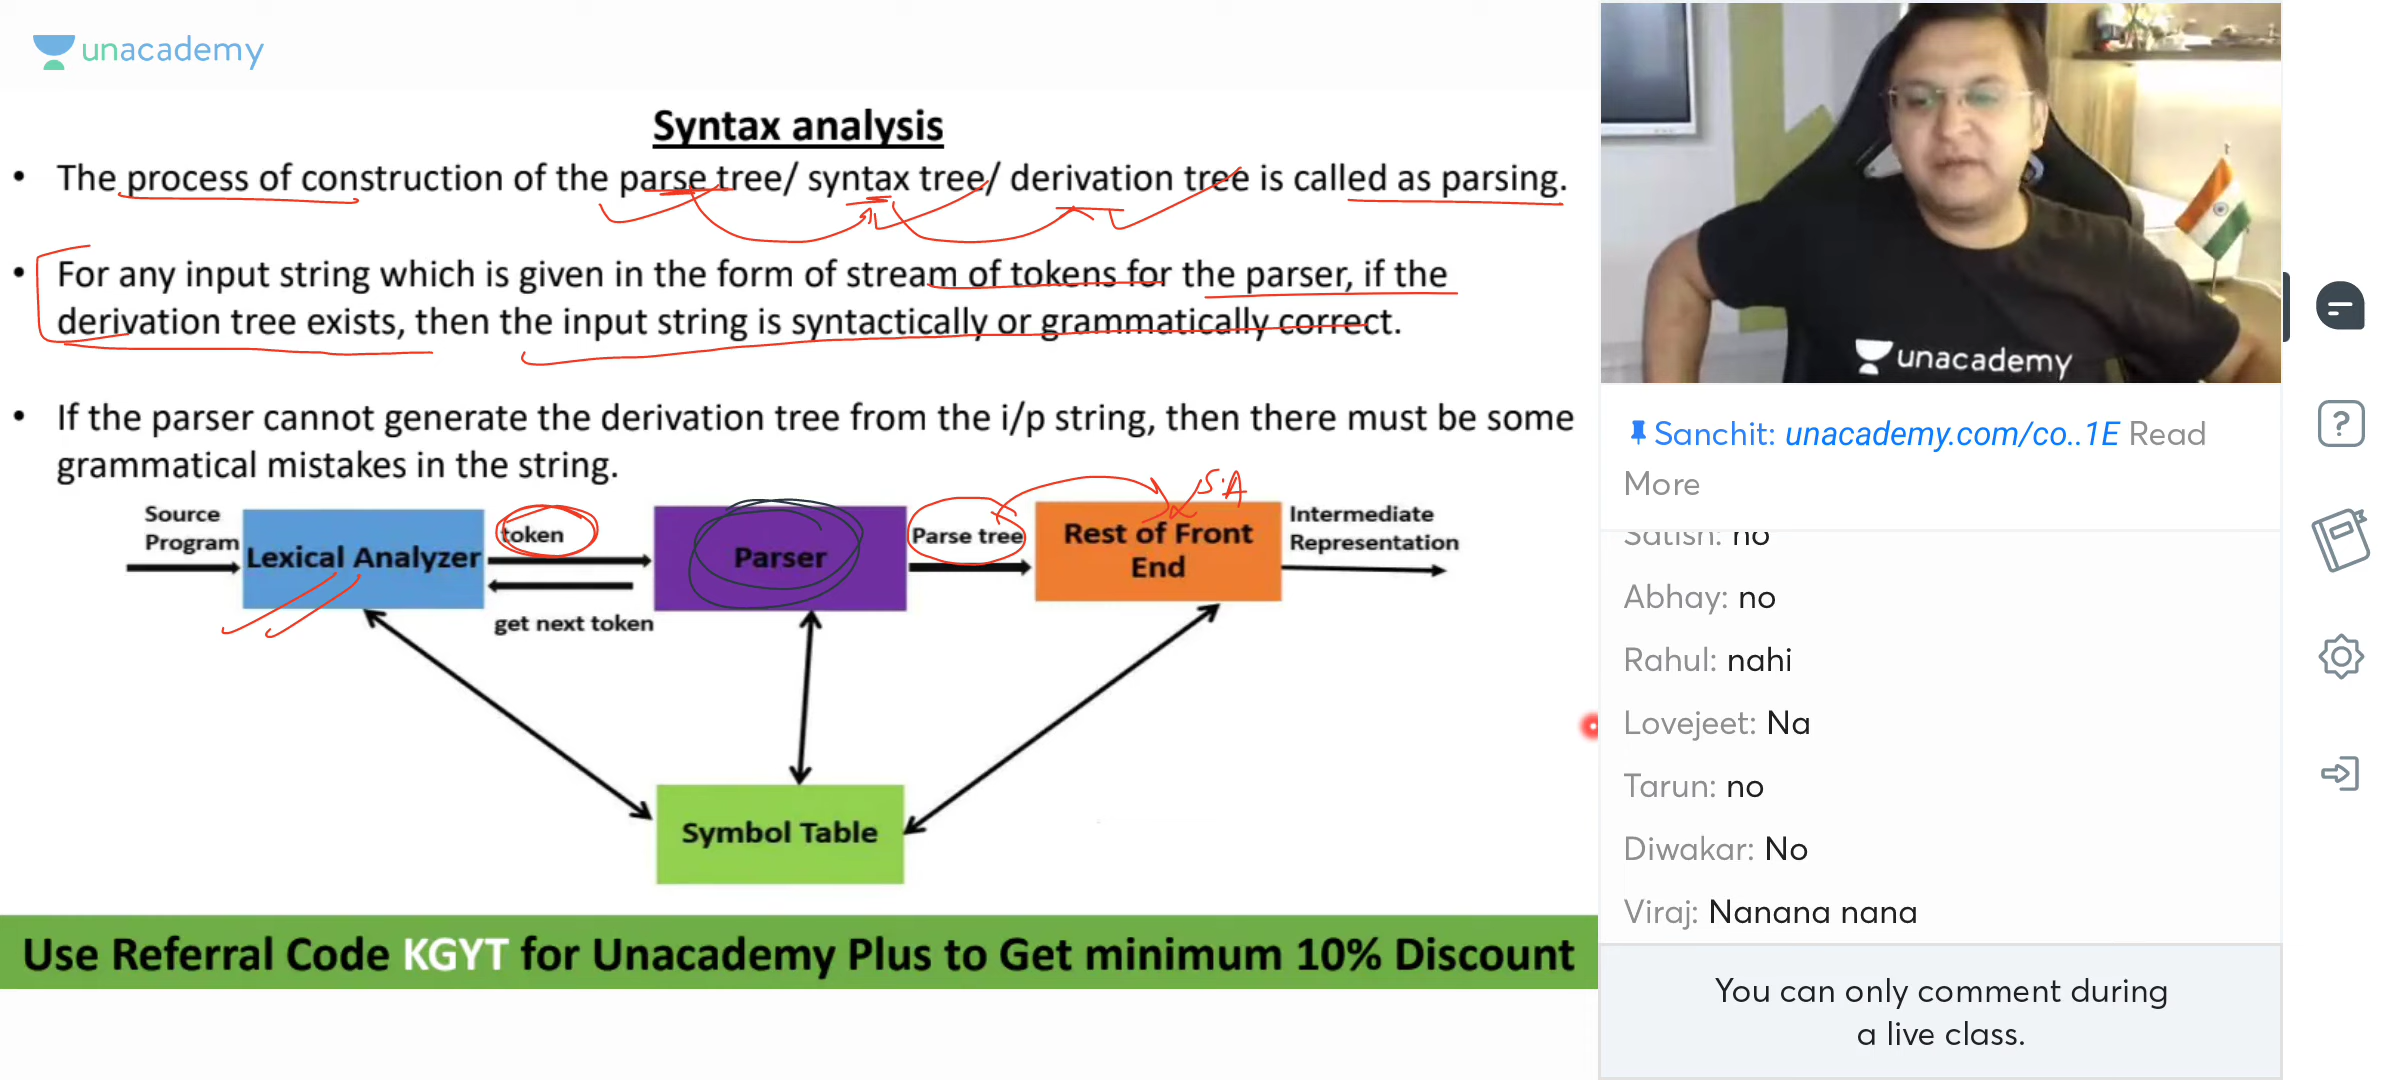 unacademy
Syntax analysis
• The process of construction of the parse tree/ syntax tree/ derivation tree is called as parsing.
• For any input string which is given in the form of stream of tokens for the parser, if the
derivation tree exists, then the input string is syntactically or grammatically correct.
• If the parser cannot generate the derivation tree from the i/p string, then there must be some
grammatical mistakes in the string.
S.A
Source
Program
Lexical Analyzer
token
get next token
Parser
Parse tree
Rest of Front
End
Intermediate
Representation
Symbol Table
Use Referral Code KGYT for Unacademy Plus to Get minimum 10% Discount
unacademy
Sanchit: unacademy.com/co..1E Read
More
Satish: no
Abhay: no
Rahul: nahi
Lovejeet: Na
Tarun: no
Diwakar: No
Viraj: Nanana nana
You can only comment during
a live class.
?